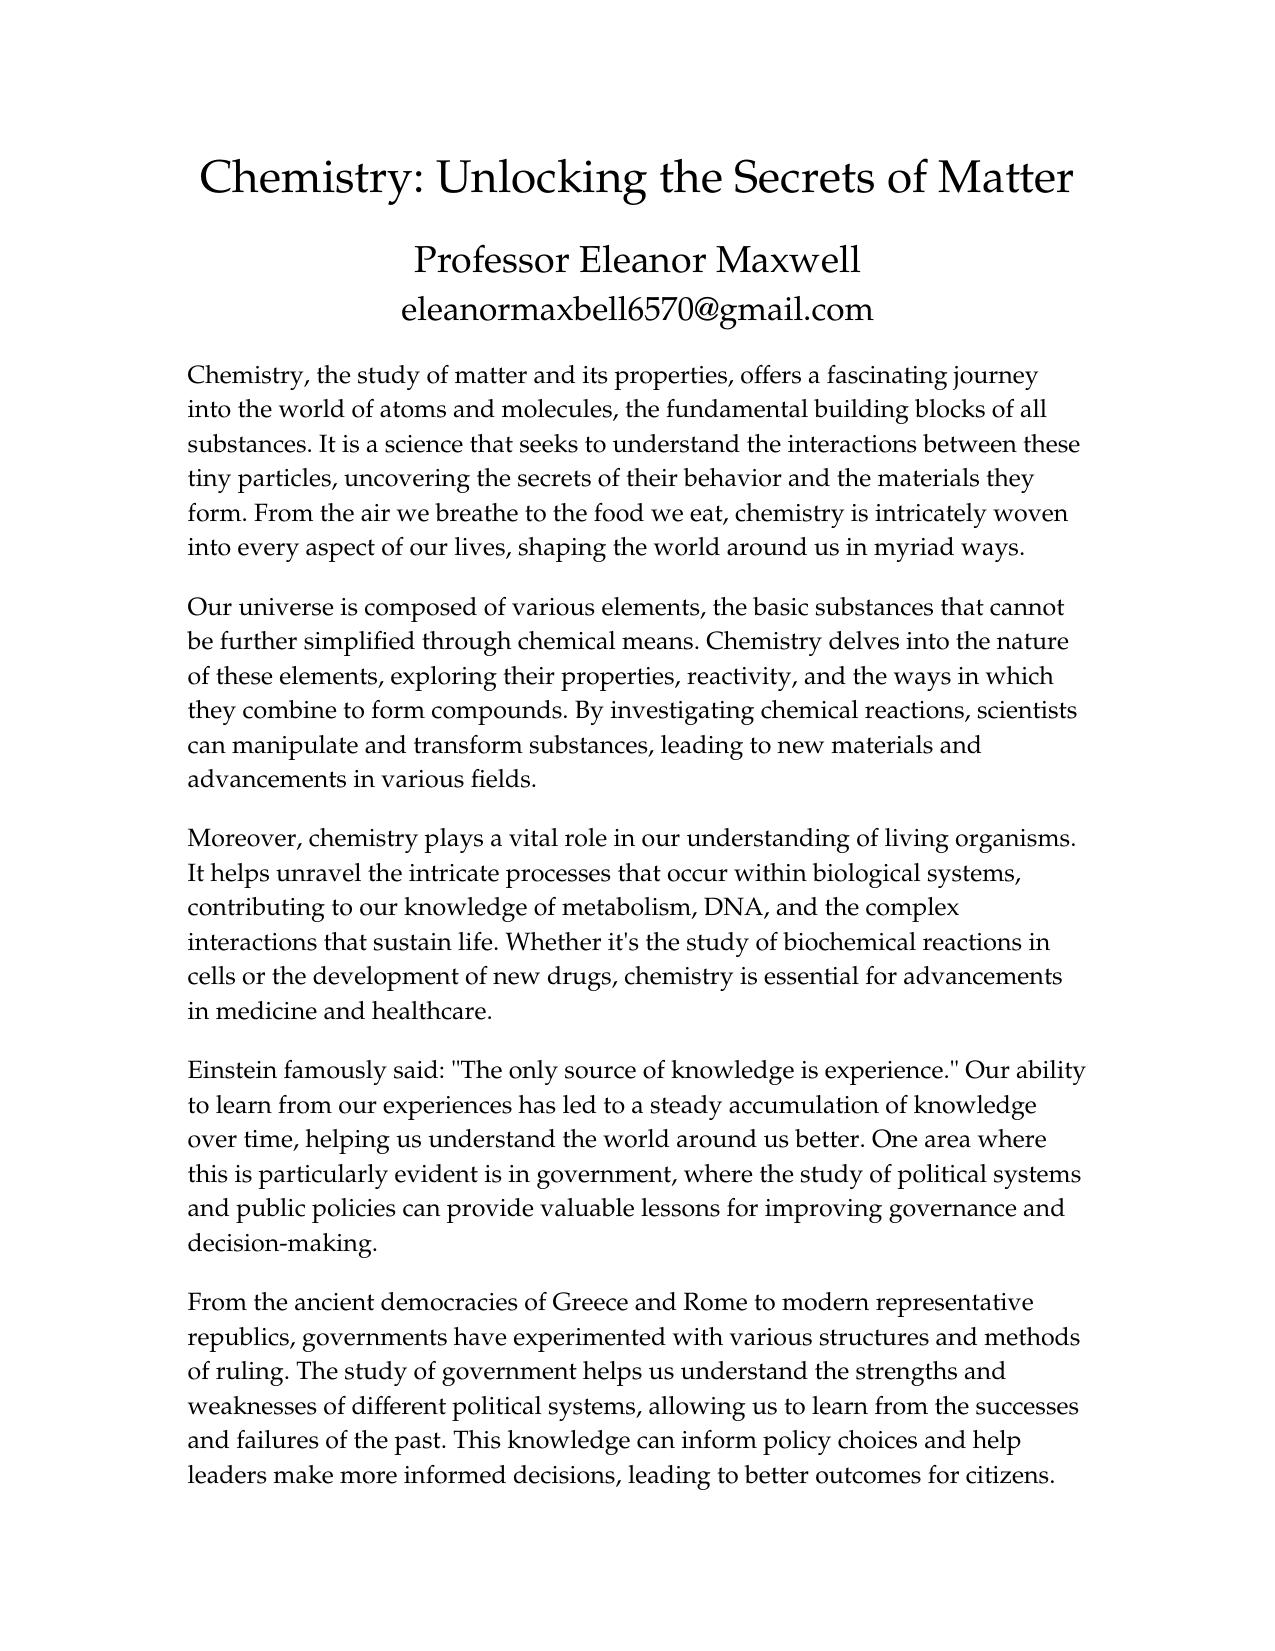 Chemistry: Unlocking the Secrets of Matter
Professor Eleanor Maxwell
eleanormaxbell6570@gmail.com
Chemistry, the study of matter and its properties, offers a fascinating journey
into the world of atoms and molecules, the fundamental building blocks of all
substances. It is a science that seeks to understand the interactions between these
tiny particles, uncovering the secrets of their behavior and the materials they
form. From the air we breathe to the food we eat, chemistry is intricately woven
into every aspect of our lives, shaping the world around us in myriad ways.
Our universe is composed of various elements, the basic substances that cannot
be further simplified through chemical means. Chemistry delves into the nature
of these elements, exploring their properties, reactivity, and the ways in which
they combine to form compounds. By investigating chemical reactions, scientists
can manipulate and transform substances, leading to new materials and
advancements in various fields.
Moreover, chemistry plays a vital role in our understanding of living organisms.
It helps unravel the intricate processes that occur within biological systems,
contributing to our knowledge of metabolism, DNA, and the complex
interactions that sustain life. Whether it's the study of biochemical reactions in
cells or the development of new drugs, chemistry is essential for advancements
in medicine and healthcare.
Einstein famously said: "The only source of knowledge is experience." Our ability
to learn from our experiences has led to a steady accumulation of knowledge
over time, helping us understand the world around us better. One area where
this is particularly evident is in government, where the study of political systems
and public policies can provide valuable lessons for improving governance and
decision-making.
From the ancient democracies of Greece and Rome to modern representative
republics, governments have experimented with various structures and methods
of ruling. The study of government helps us understand the strengths and
weaknesses of different political systems, allowing us to learn from the successes
and failures of the past. This knowledge can inform policy choices and help
leaders make more informed decisions, leading to better outcomes for citizens.